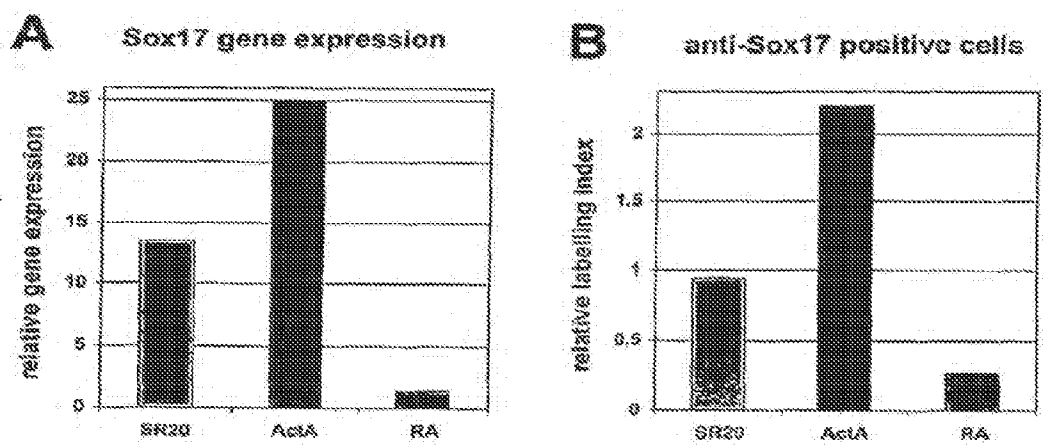 A
Sox17 gene expression
relative gene expression
25
20
15
10
5
0
SR20
ActA
RA
B
anti-Sox17 positive cells
relative labelling index
2
1.5
1
0.5
0
SR20
ActA
RA